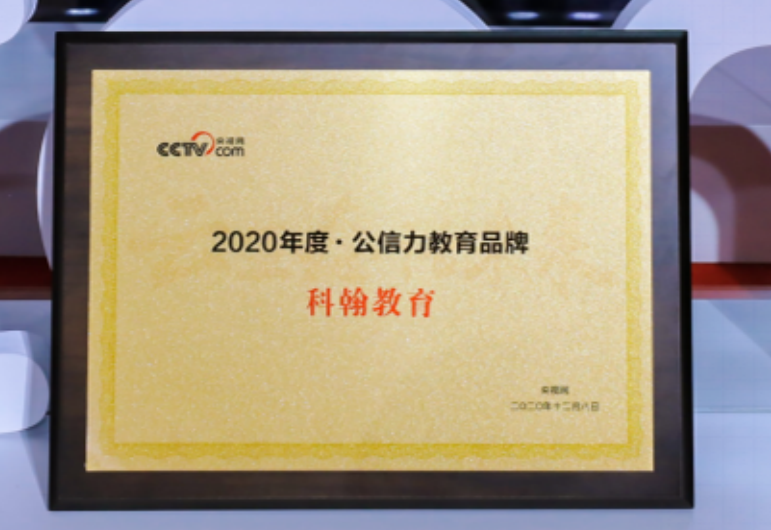 CCTV 央视网
com
2020年度·公信力教育品牌
科翰教育
央视网
二〇二〇年十二月八日